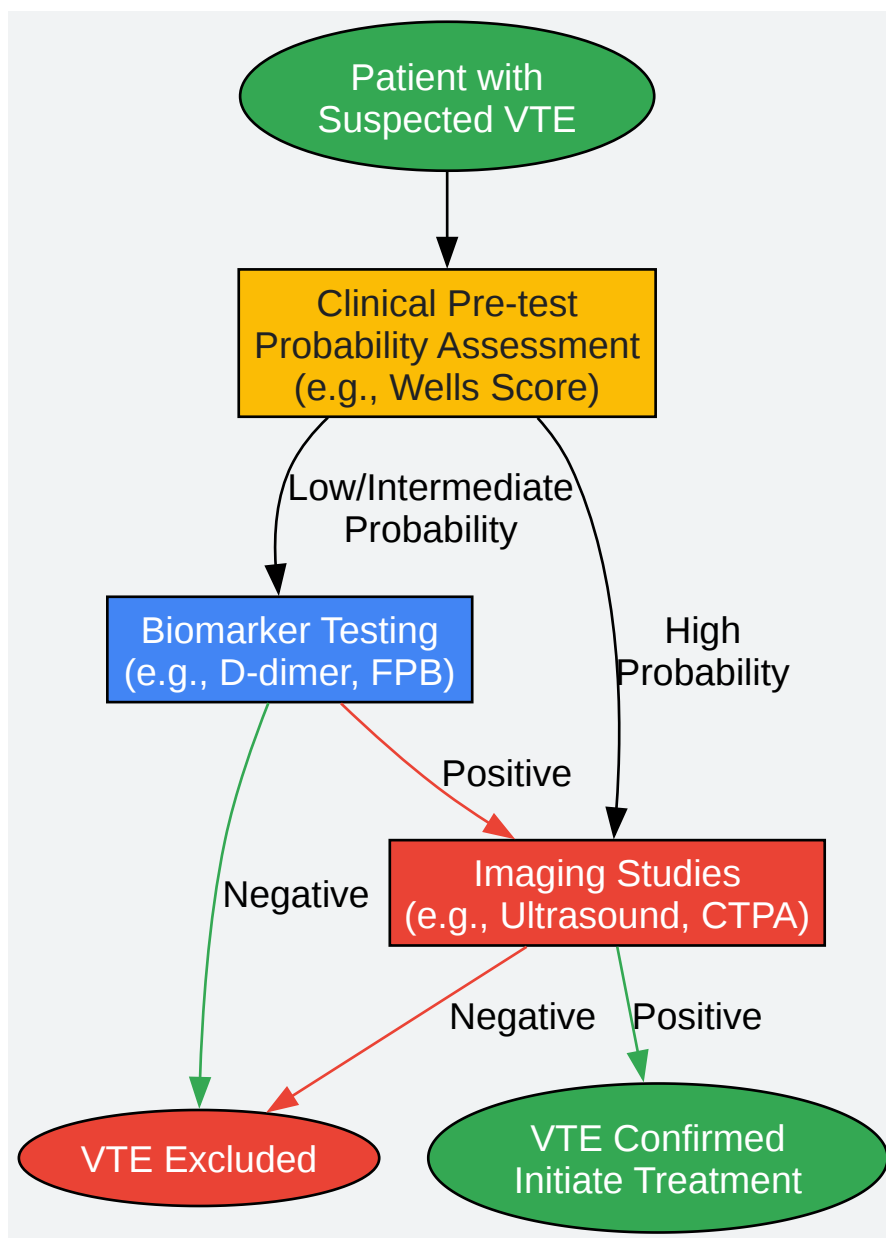 Patient with
Suspected VTE
Clinical Pre-test
Probability Assessment
(e.g., Wells Score)
Low/Intermediate
Probability
Biomarker Testing
(e.g., D-dimer, FPB)
High
Probability
Positive
Imaging Studies
(e.g., Ultrasound, CTPA)
Negative
Negative
Positive
VTE Excluded
VTE Confirmed
Initiate Treatment